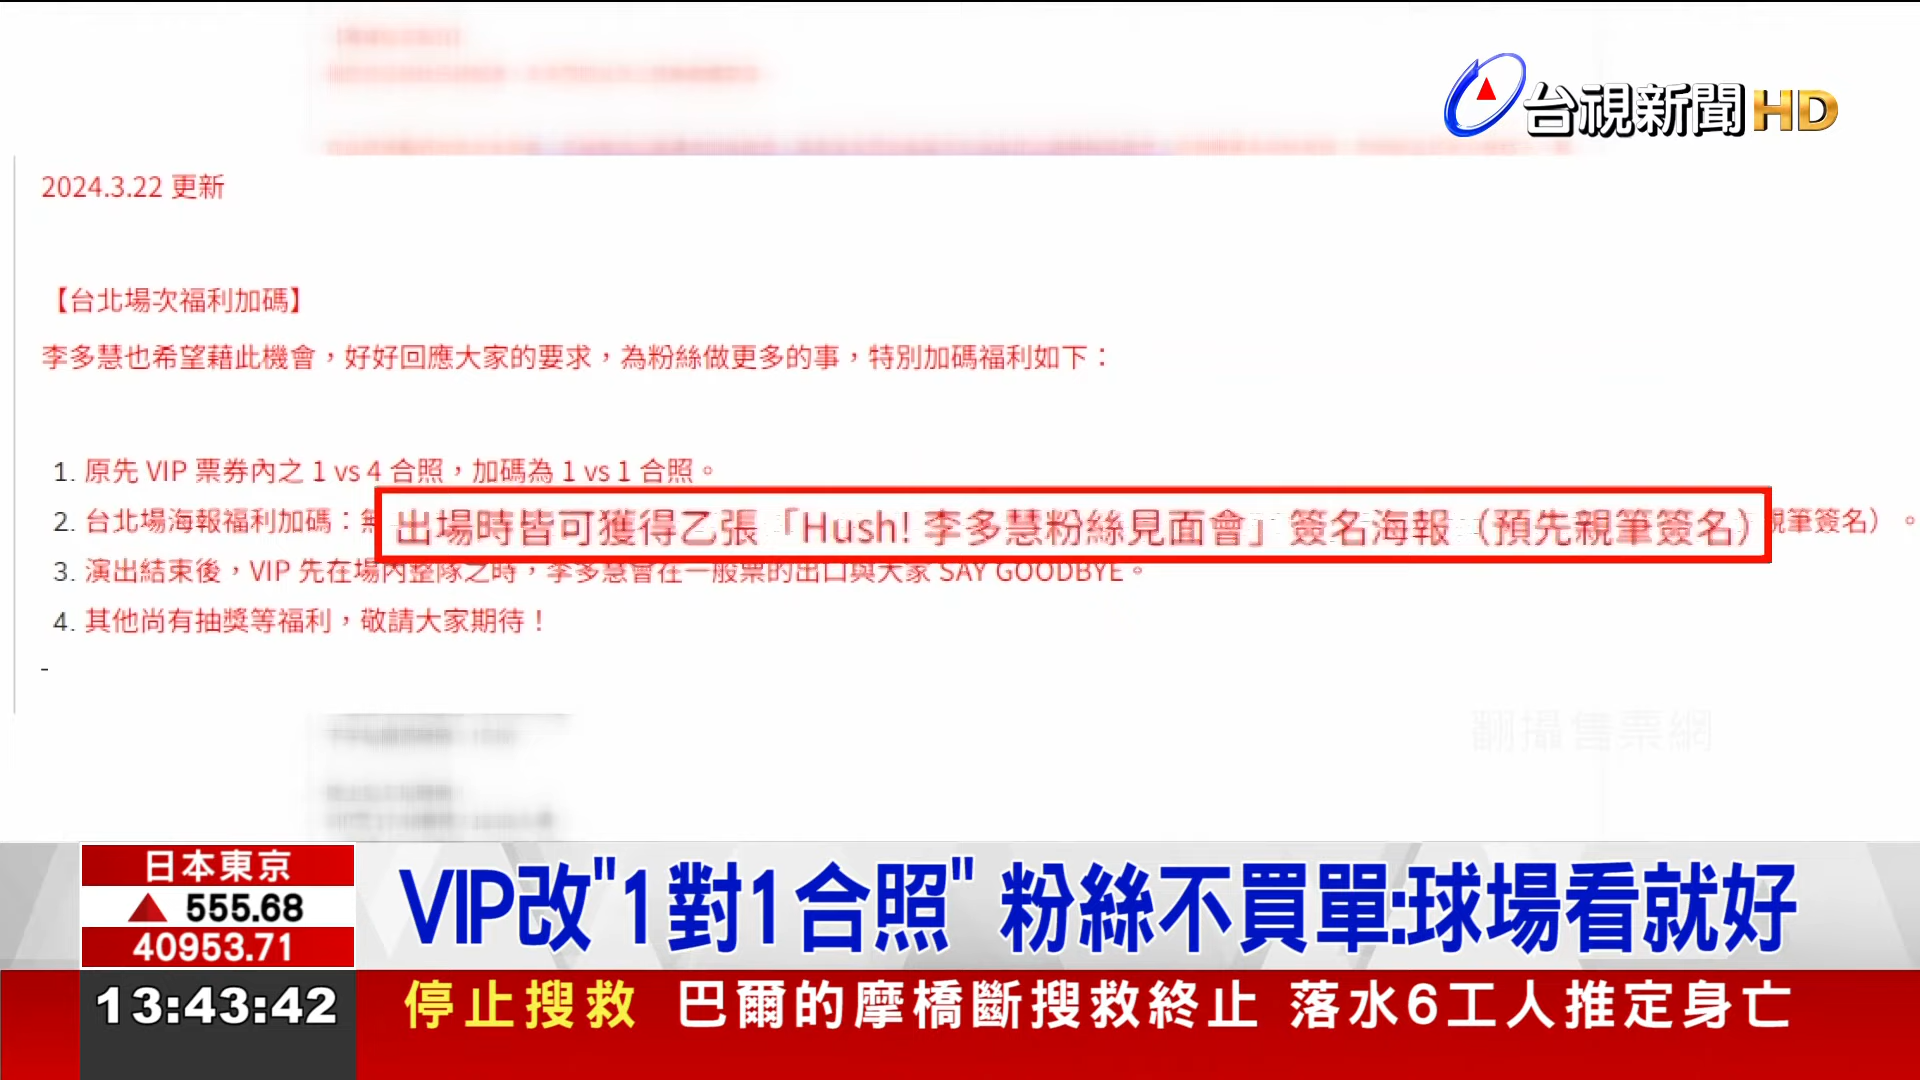 台視新聞HD
2024.3.22 更新
【台北場次福利加碼】
李多慧也希望藉此機會，好好回應大家的要求，為粉絲做更多的事，特別加碼福利如下：
1. 原先 VIP 票券內之 1 vs 4 合照，加碼為 1 vs 1 合照。
2. 台北場海報福利加碼：
出場時皆可獲得乙張「Hush! 李多慧粉絲見面會」簽名海報（預先親筆簽名）
親筆簽名）。
3. 演出結束後，VIP 先在場內整隊之時，李多慧會在一般票的出口與大家 SAY GOODBYE。
4. 其他尚有抽獎等福利，敬請大家期待！
-
翻攝售票網
日本東京
▲ 555.68
40953.71
13:43:42
VIP改"1對1合照" 粉絲不買單:球場看就好
停止搜救 巴爾的摩橋斷搜救終止 落水6工人推定身亡